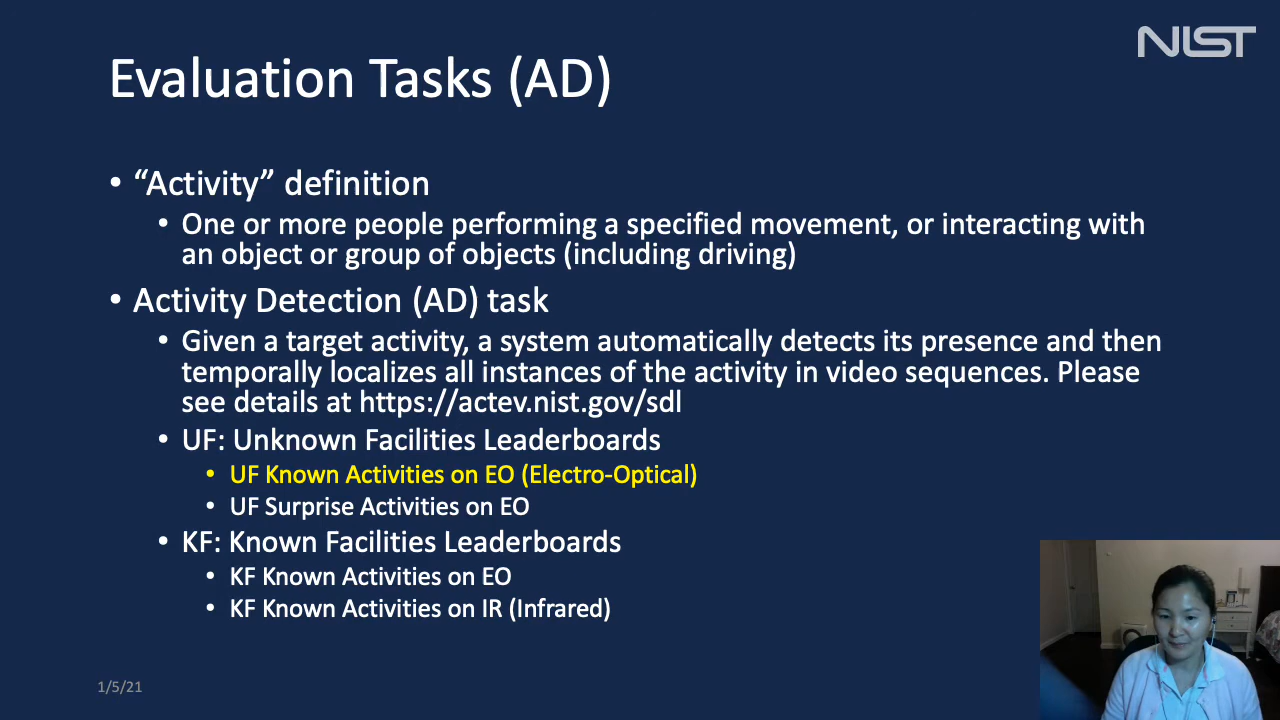 NIST
Evaluation Tasks (AD)
• “Activity” definition
• One or more people performing a specified movement, or interacting with
an object or group of objects (including driving)
• Activity Detection (AD) task
• Given a target activity, a system automatically detects its presence and then
temporally localizes all instances of the activity in video sequences. Please
see details at https://actev.nist.gov/sdl
• UF: Unknown Facilities Leaderboards
• UF Known Activities on EO (Electro-Optical)
• UF Surprise Activities on EO
• KF: Known Facilities Leaderboards
• KF Known Activities on EO
• KF Known Activities on IR (Infrared)
1/5/21